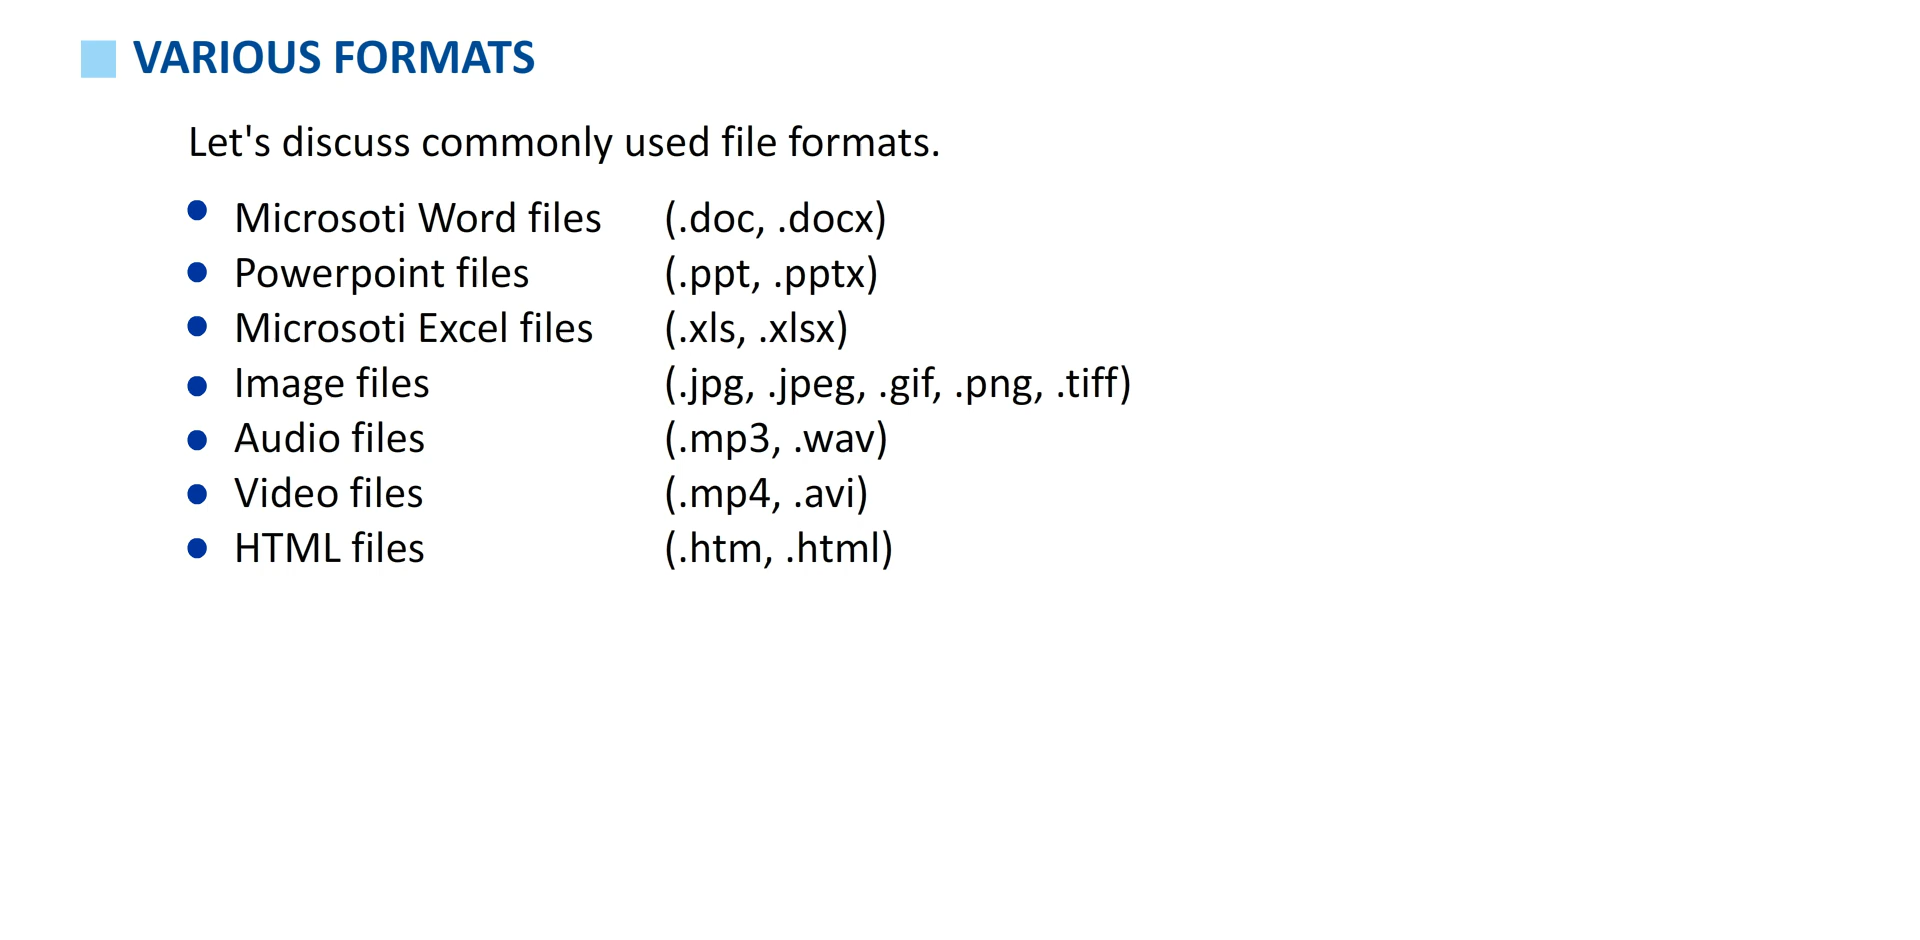 VARIOUS FORMATS
Let's discuss commonly used file formats.
Microsoti Word files (.doc, .docx)
Powerpoint files (.ppt, .pptx)
Microsoti Excel files (.xls, .xlsx)
Image files (.jpg, .jpeg, .gif, .png, .tiff)
Audio files (.mp3, .wav)
Video files (.mp4, .avi)
HTML files (.htm, .html)